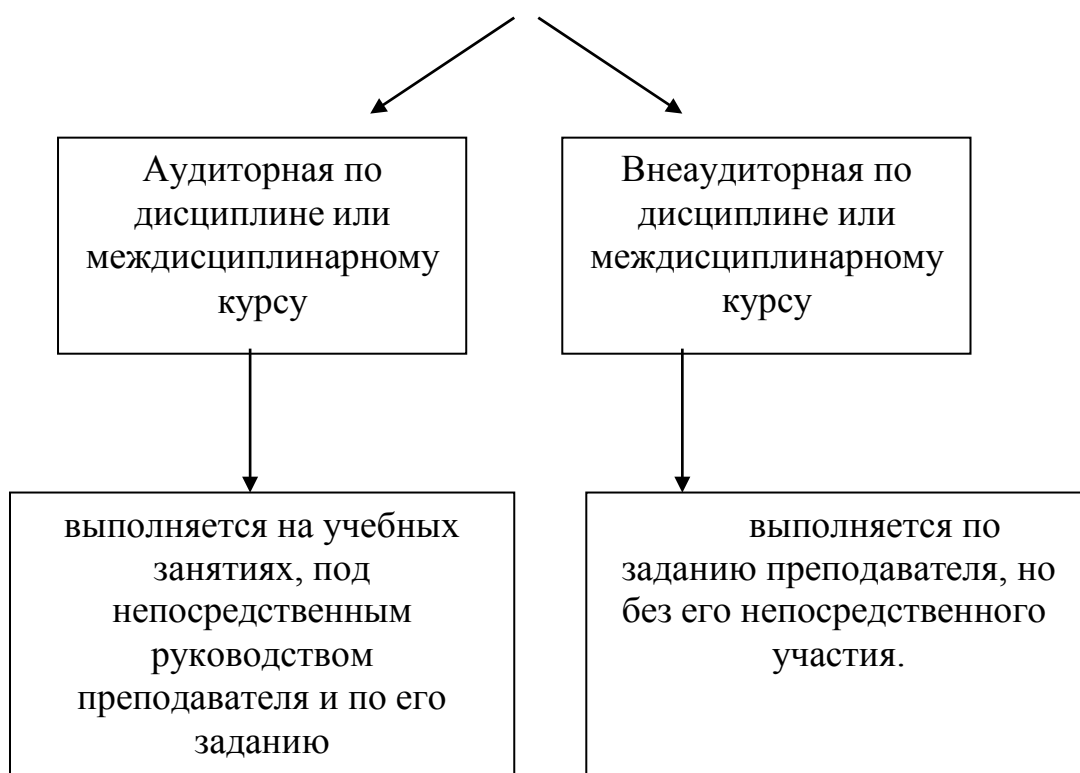 Аудиторная по
дисциплине или
междисциплинарному
курсу
Внеаудиторная по
дисциплине или
междисциплинарному
курсу
выполняется на учебных
занятиях, под
непосредственным
руководством
преподавателя и по его
заданию
выполняется по
заданию преподавателя, но
без его непосредственного
участия.